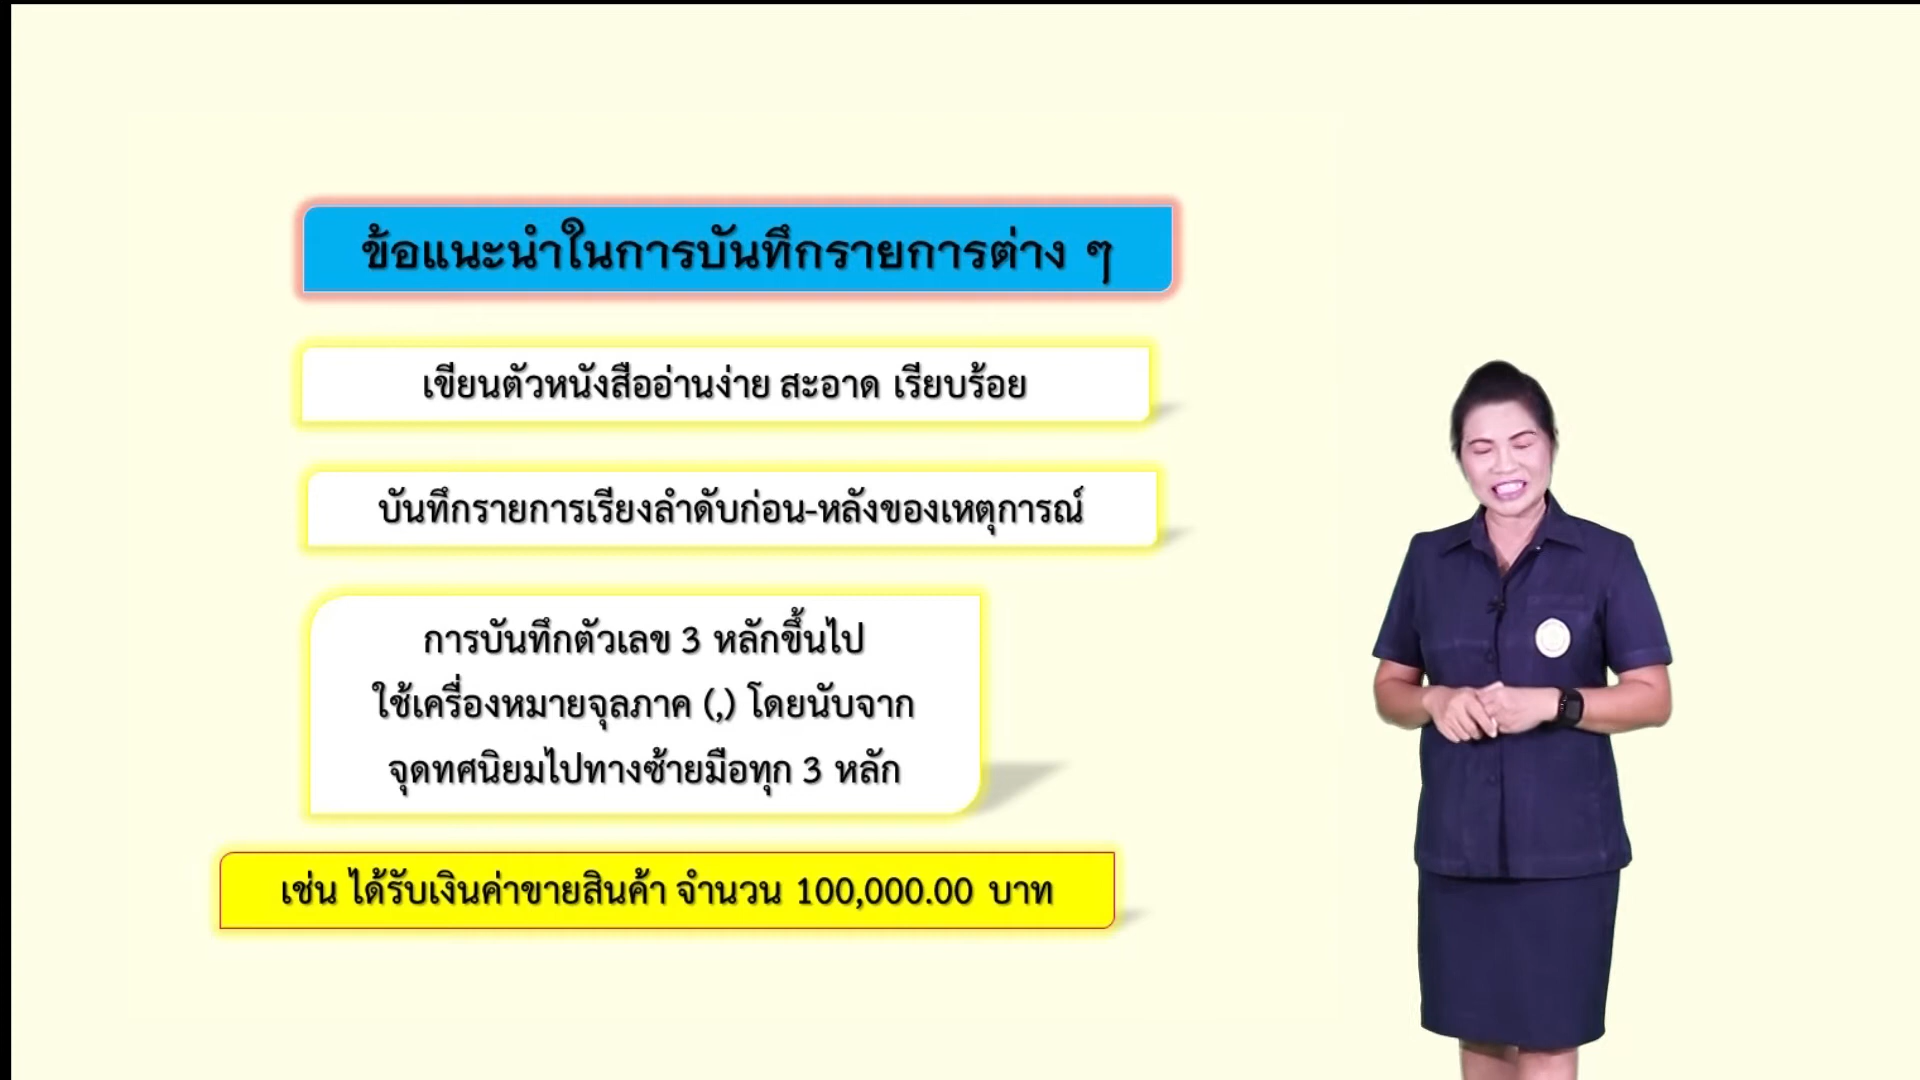 ข้อแนะนำในการบันทึกรายการต่าง ๆ
เขียนตัวหนังสืออ่านง่าย สะอาด เรียบร้อย
บันทึกรายการเรียงลำดับก่อน-หลังของเหตุการณ์
การบันทึกตัวเลข 3 หลักขึ้นไป
ใช้เครื่องหมายจุลภาค (,) โดยนับจาก
จุดทศนิยมไปทางซ้ายมือทุก 3 หลัก
เช่น ได้รับเงินค่าขายสินค้า จำนวน 100,000.00 บาท